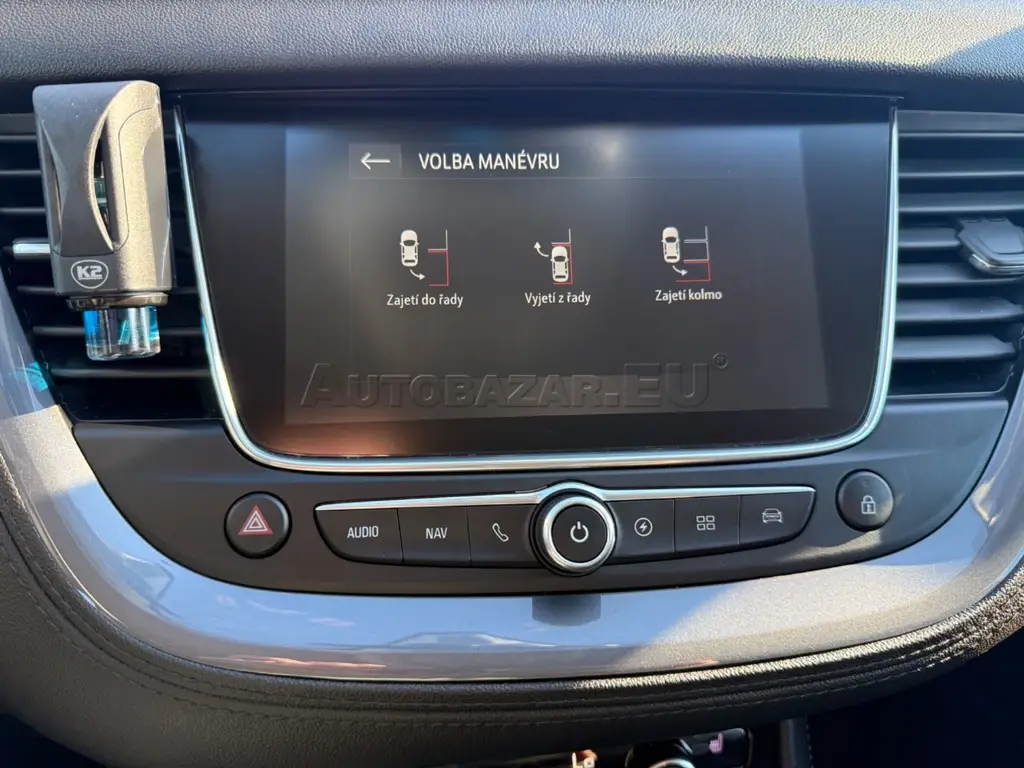 VOLBA MANÉVRU
Zajetí do řady
Vyjetí z řady
Zajetí kolmo
K2
AUTOBAZAR.EU®
AUDIO
NAV